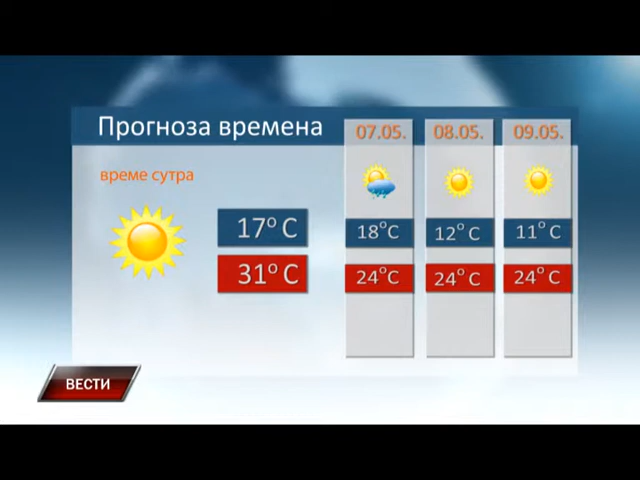 Прогноза времена
време сутра
17°C
31°C
07.05.
18°C
24°C
08.05.
12°C
24°C
09.05.
11°C
24°C
ВЕСТИ